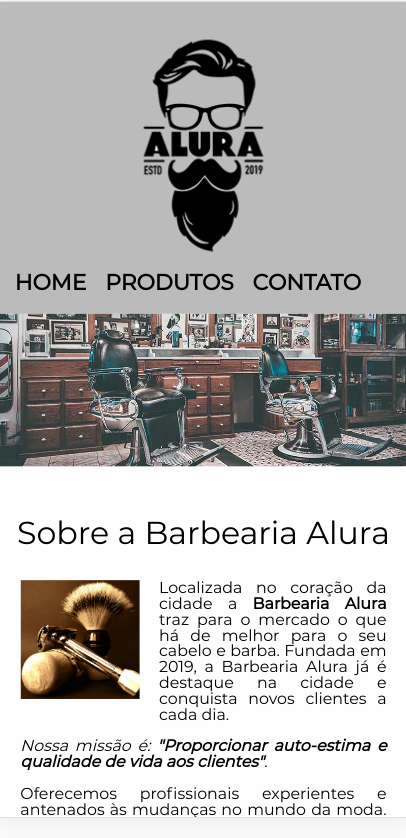 ALURA
ESTD 2019
HOME PRODUTOS CONTATO
Sobre a Barbearia Alura
Localizada no coração da
cidade a Barbearia Alura
traz para o mercado o que
há de melhor para o seu
cabelo e barba. Fundada em
2019, a Barbearia Alura já é
destaque na cidade e
conquista novos clientes a
cada dia.
Nossa missão é: "Proporcionar auto-estima e
qualidade de vida aos clientes".
Oferecemos profissionais experientes e
antenados às mudanças no mundo da moda.